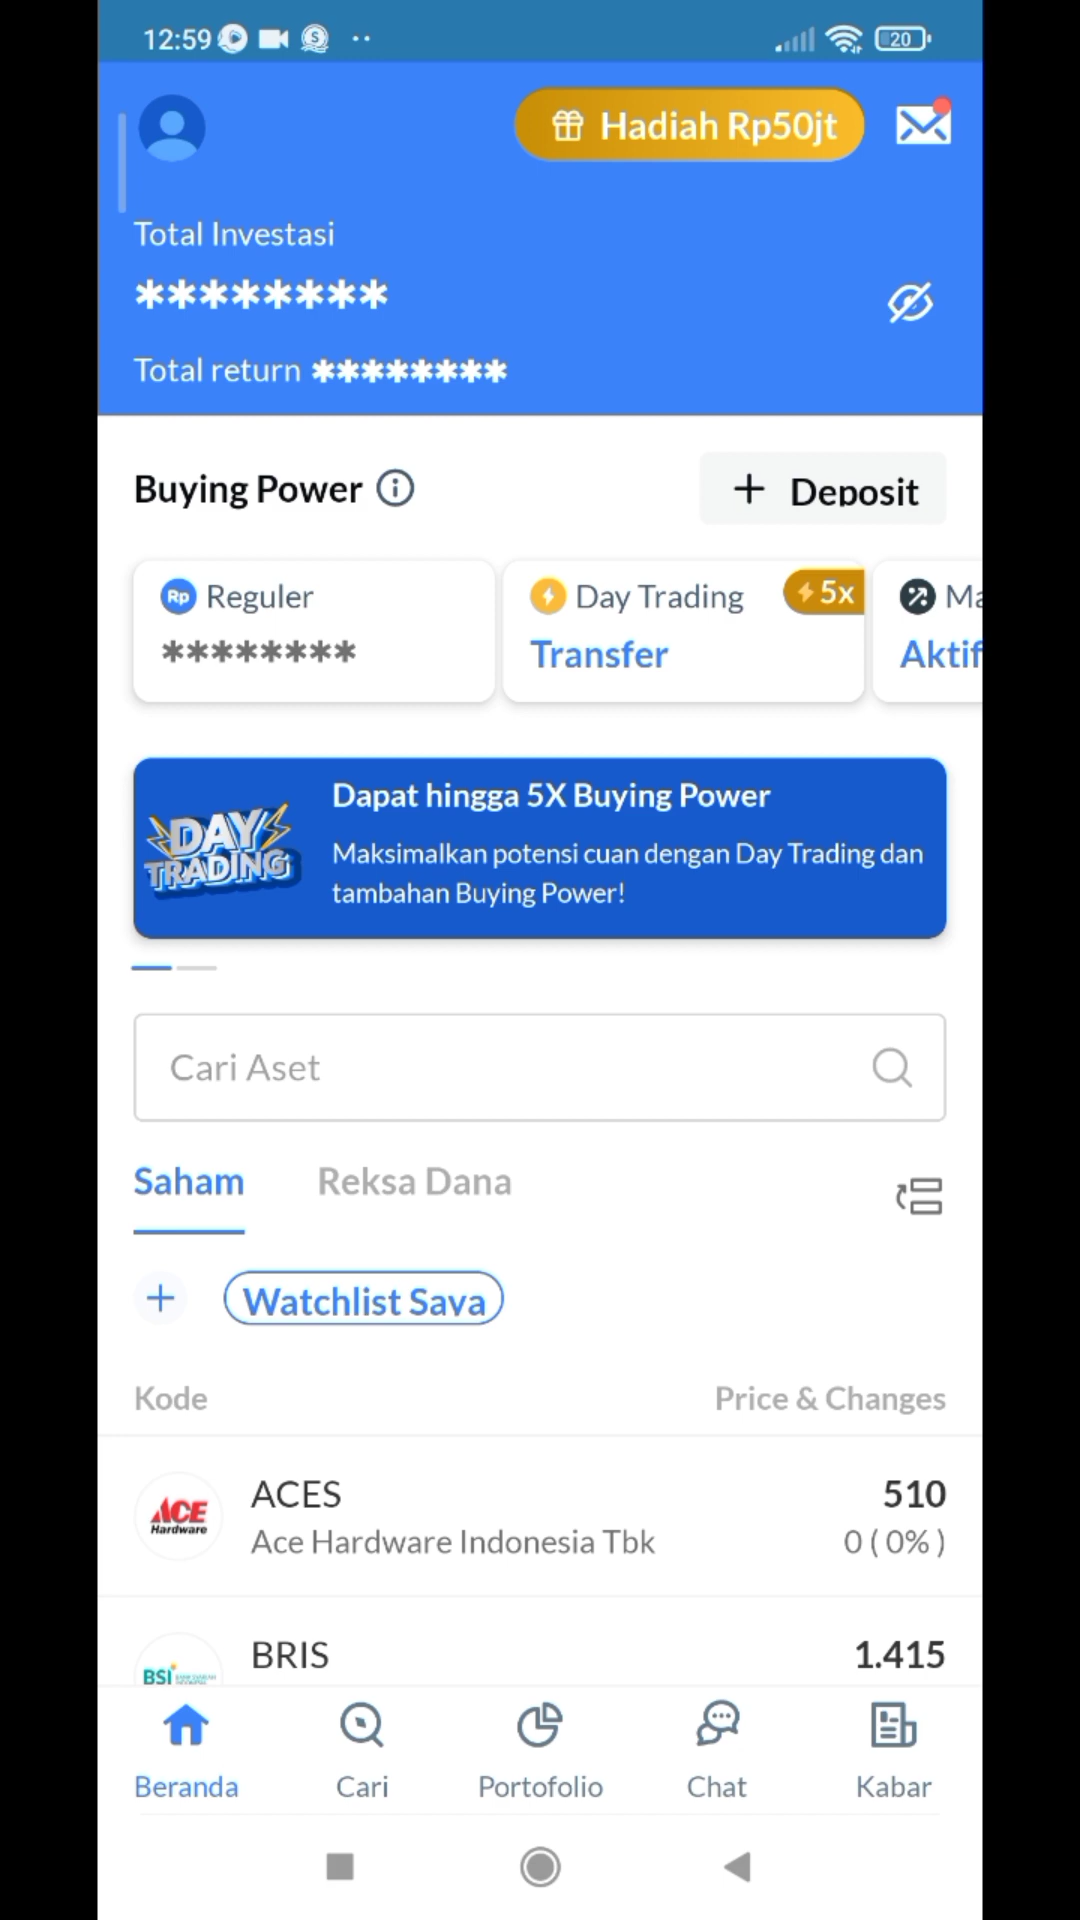 12:59
20
Hadiah Rp50jt
Total Investasi
********
Total return ********
Buying Power
+ Deposit
Rp Reguler
********
Day Trading 5x
Transfer
Ma
Aktif
DAY TRADING
Dapat hingga 5X Buying Power
Maksimalkan potensi cuan dengan Day Trading dan
tambahan Buying Power!
Cari Aset
Saham Reksa Dana
+ Watchlist Saya
Kode Price & Changes
ACE Hardware
ACES 510
Ace Hardware Indonesia Tbk 0 ( 0% )
BSI
BRIS 1.415
Beranda Cari Portofolio Chat Kabar